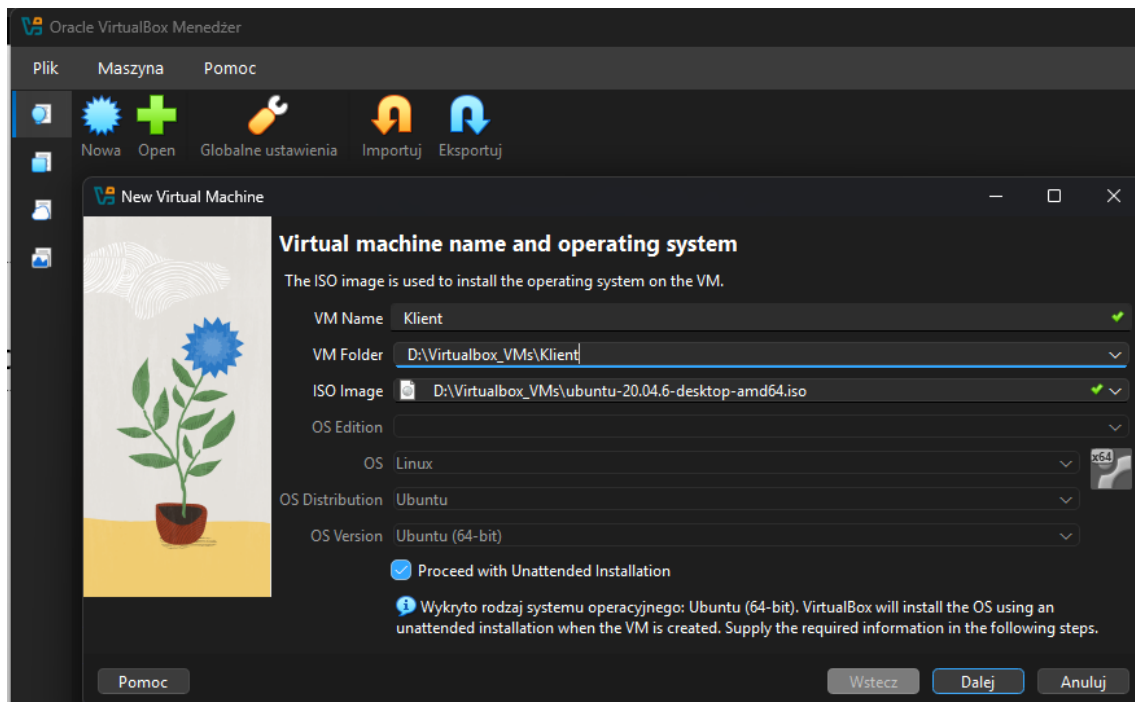 Oracle VirtualBox Menedżer
Plik Maszyna Pomoc
Nowa Open Globalne ustawienia Importuj Eksportuj
New Virtual Machine
Virtual machine name and operating system
The ISO image is used to install the operating system on the VM.
VM Name Klient
VM Folder D:\Virtualbox_VMs\Klient
ISO Image D:\Virtualbox_VMs\ubuntu-20.04.6-desktop-amd64.iso
OS Edition
OS Linux x64
OS Distribution Ubuntu
OS Version Ubuntu (64-bit)
Proceed with Unattended Installation
Wykryto rodzaj systemu operacyjnego: Ubuntu (64-bit). VirtualBox will install the OS using an
unattended installation when the VM is created. Supply the required information in the following steps.
Pomoc Wstecz Dalej Anuluj